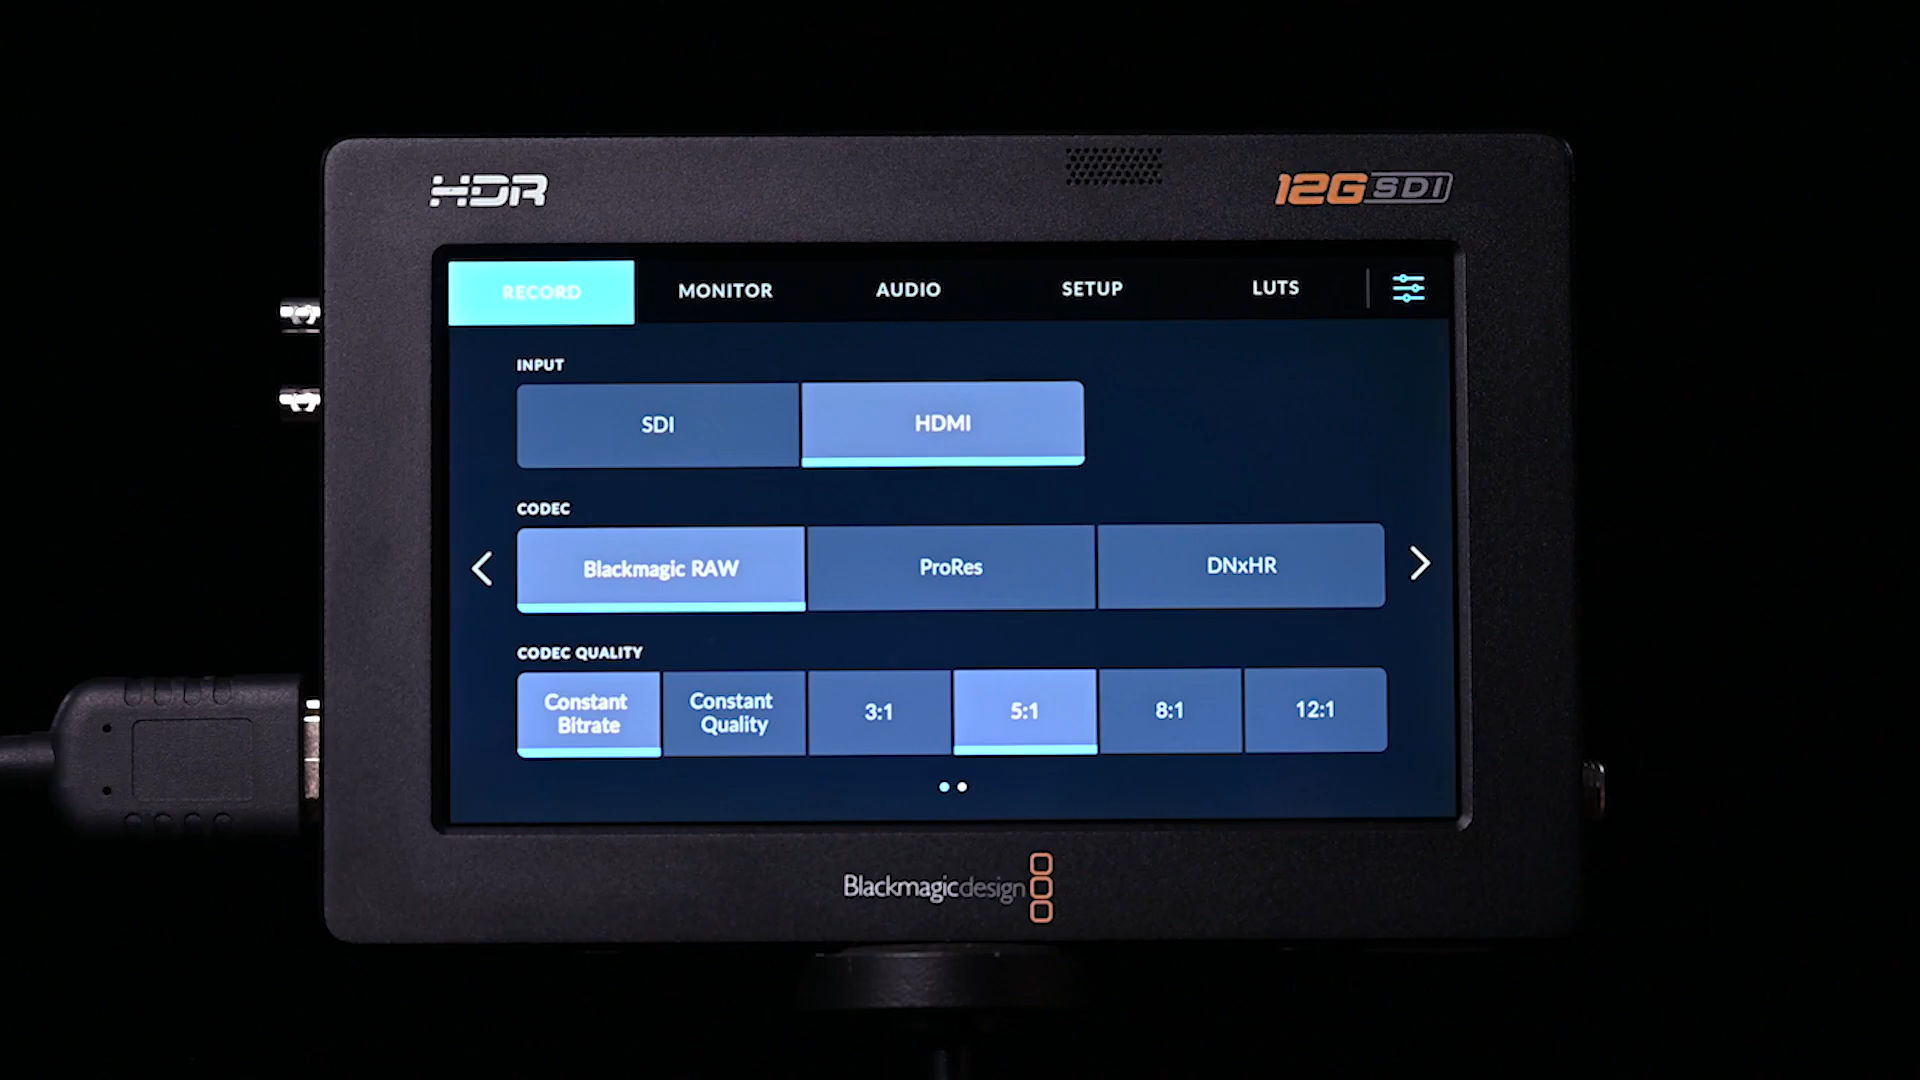 HDR
12G SDI
RECORD MONITOR AUDIO SETUP LUTS
INPUT
SDI HDMI
CODEC
Blackmagic RAW ProRes DNxHR
CODEC QUALITY
Constant
Bitrate
Constant
Quality
3:1 5:1 8:1 12:1
Blackmagicdesign